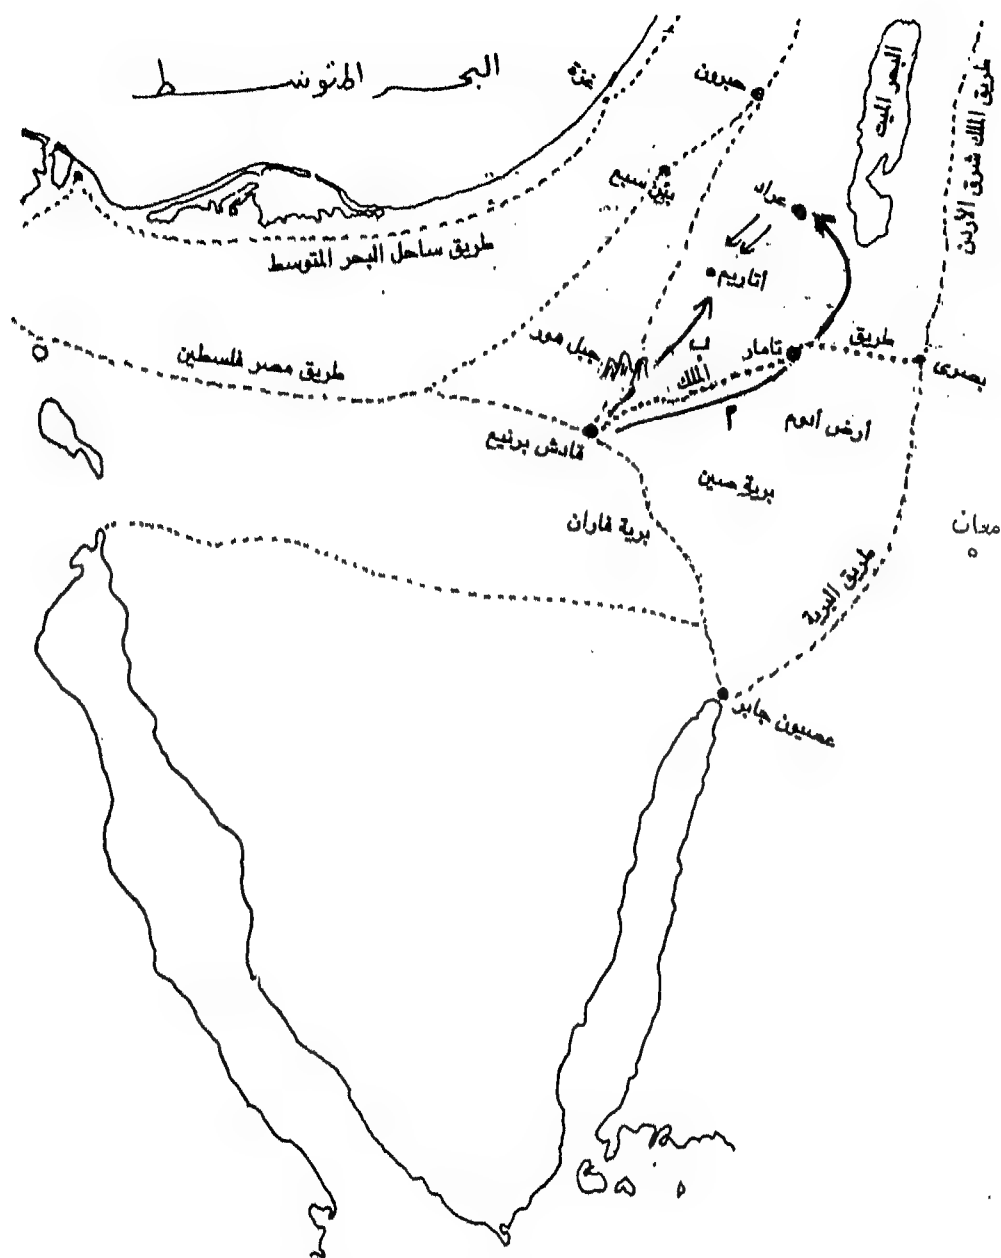 البحر المتوسط
غزة
حبرون
البحر الميت
طريق الملك شرق الأردن
بئر سبع
عراد
طريق ساحل البحر المتوسط
أتاريم
جبل هور
ب
تامار
طريق
الملك
بصرى
طريق مصر فلسطين
قادش برنيع
أ
أرض أدوم
برية صين
برية فاران
معان
طريق البرية
عصيون جابر